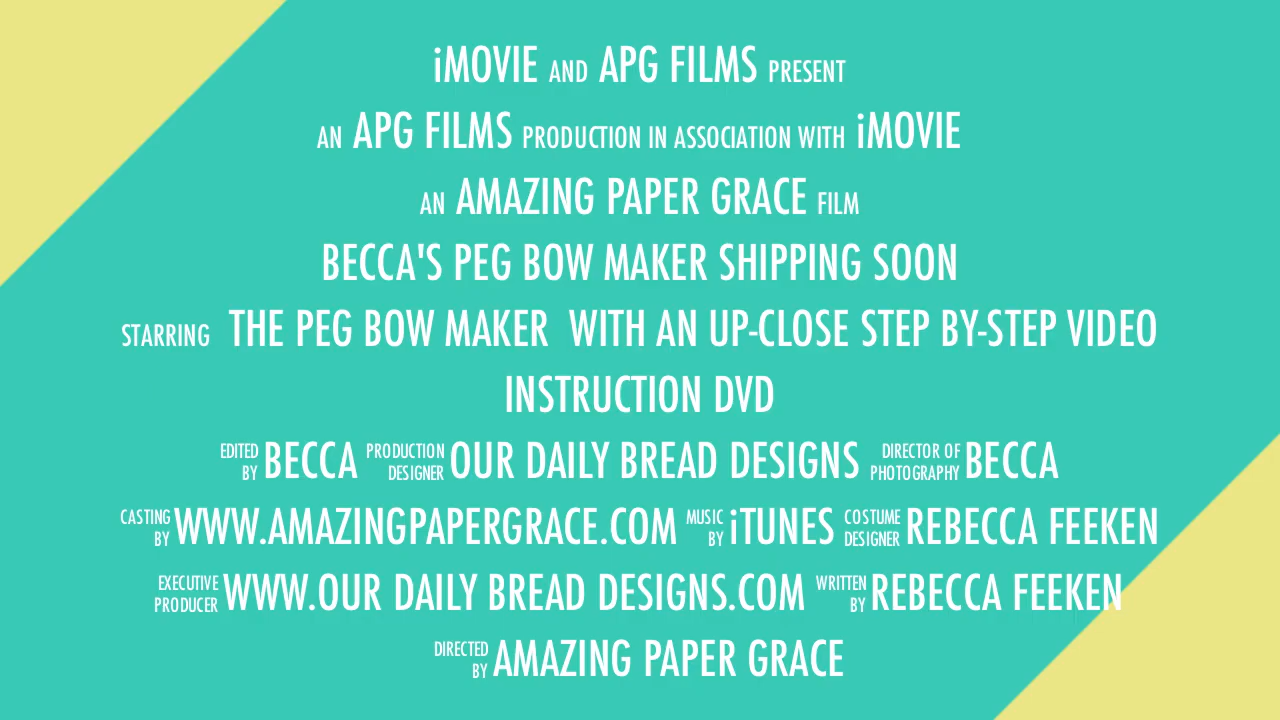 iMOVIE AND APG FILMS PRESENT
AN APG FILMS PRODUCTION IN ASSOCIATION WITH iMOVIE
AN AMAZING PAPER GRACE FILM
BECCA'S PEG BOW MAKER SHIPPING SOON
STARRING THE PEG BOW MAKER WITH AN UP-CLOSE STEP BY-STEP VIDEO
INSTRUCTION DVD
EDITED BY BECCA PRODUCTION DESIGNER OUR DAILY BREAD DESIGNS DIRECTOR OF PHOTOGRAPHY BECCA
CASTING BY WWW.AMAZINGPAPERGRACE.COM MUSIC BY iTUNES COSTUME DESIGNER REBECCA FEEKEN
EXECUTIVE PRODUCER WWW.OUR DAILY BREAD DESIGNS.COM WRITTEN BY REBECCA FEEKEN
DIRECTED BY AMAZING PAPER GRACE